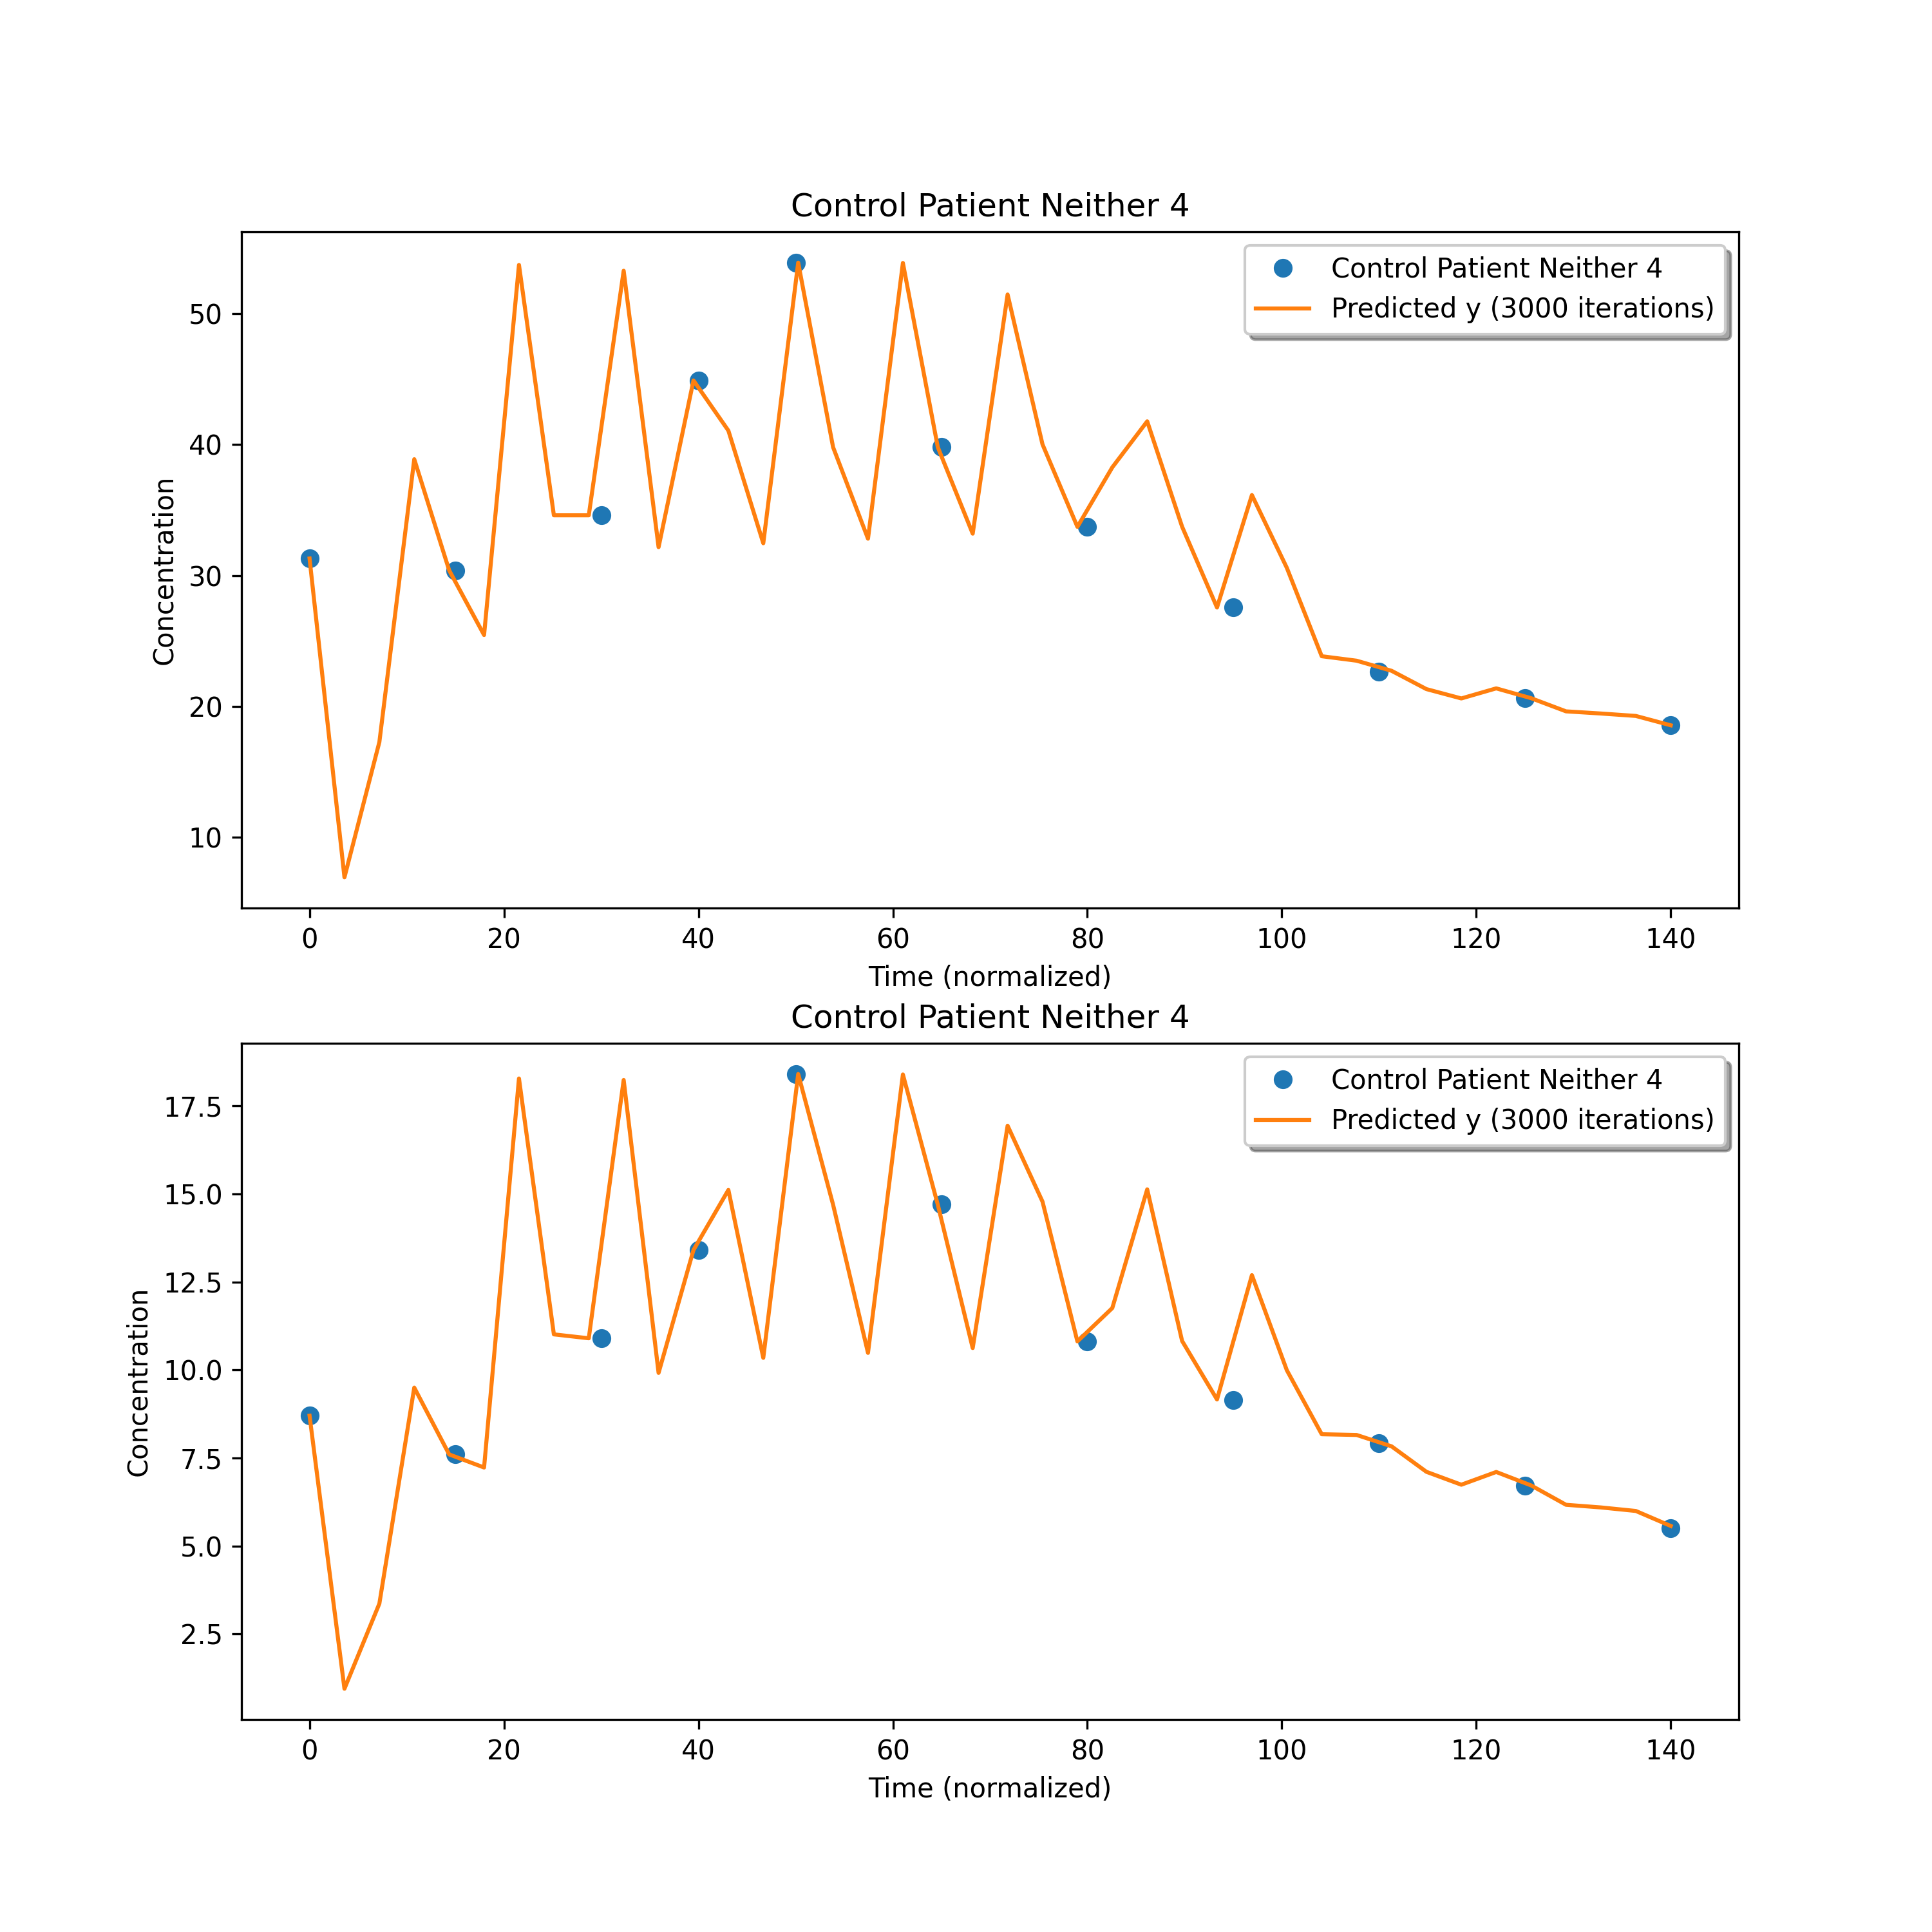 Control Patient Neither 4
Control Patient Neither 4
Predicted y (3000 iterations)
50
40
30
20
10
Concentration
0 20 40 60 80 100 120 140
Time (normalized)
Control Patient Neither 4
Control Patient Neither 4
Predicted y (3000 iterations)
17.5
15.0
12.5
10.0
7.5
5.0
2.5
Concentration
0 20 40 60 80 100 120 140
Time (normalized)